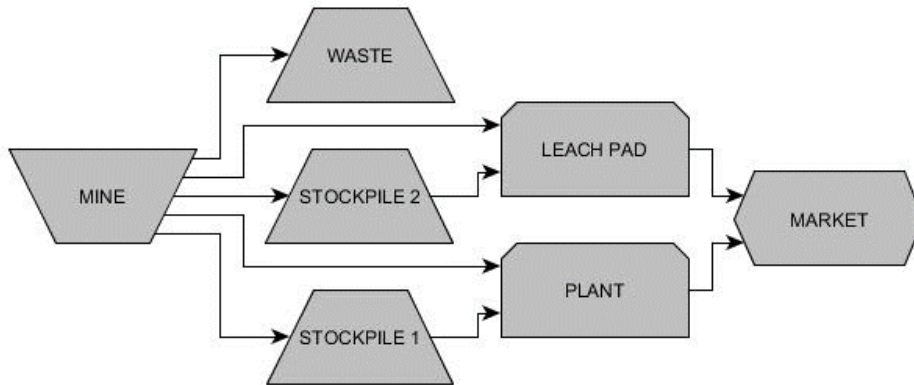 WASTE
LEACH PAD
MINE
STOCKPILE 2
MARKET
PLANT
STOCKPILE 1